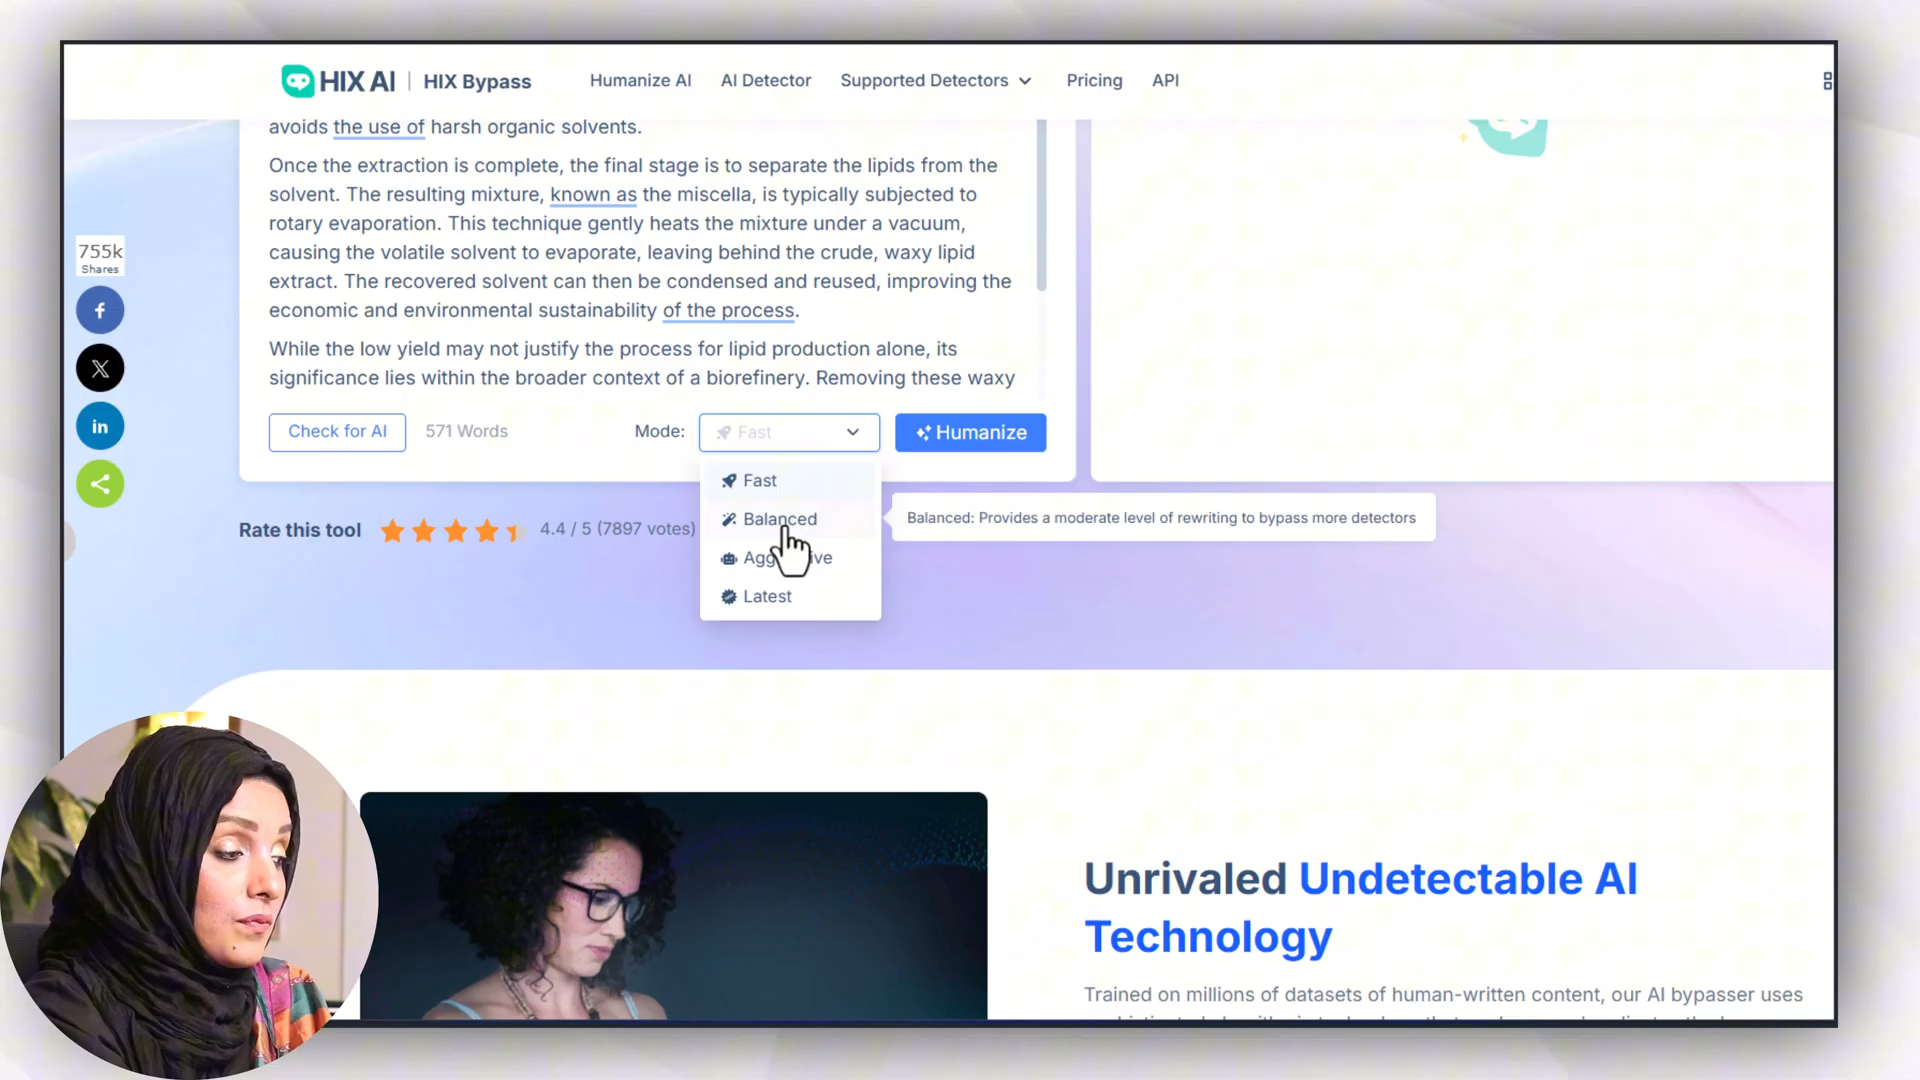 HIX AI | HIX Bypass
Humanize AI
AI Detector
Supported Detectors
Pricing
API
avoids the use of harsh organic solvents.
Once the extraction is complete, the final stage is to separate the lipids from the
solvent. The resulting mixture, known as the miscella, is typically subjected to
rotary evaporation. This technique gently heats the mixture under a vacuum,
causing the volatile solvent to evaporate, leaving behind the crude, waxy lipid
extract. The recovered solvent can then be condensed and reused, improving the
economic and environmental sustainability of the process.
While the low yield may not justify the process for lipid production alone, its
significance lies within the broader context of a biorefinery. Removing these waxy
755k
Shares
Check for AI
571 Words
Mode:
Fast
Humanize
Fast
Balanced
Latest
Balanced: Provides a moderate level of rewriting to bypass more detectors
Rate this tool
4.4 / 5 (7897 votes)
Unrivaled Undetectable AI
Technology
Trained on millions of datasets of human-written content, our AI bypasser uses